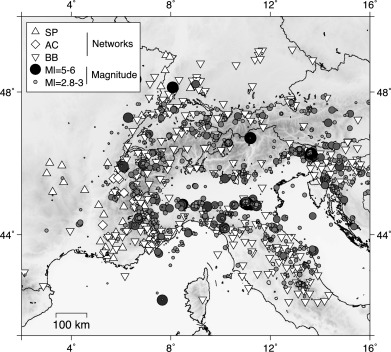 4° 8° 12° 16°
SP
AC
BB
Networks
Ml=5-6
Ml=2.8-3
Magnitude
48° 48°
44° 44°
100 km
4° 8° 12° 16°